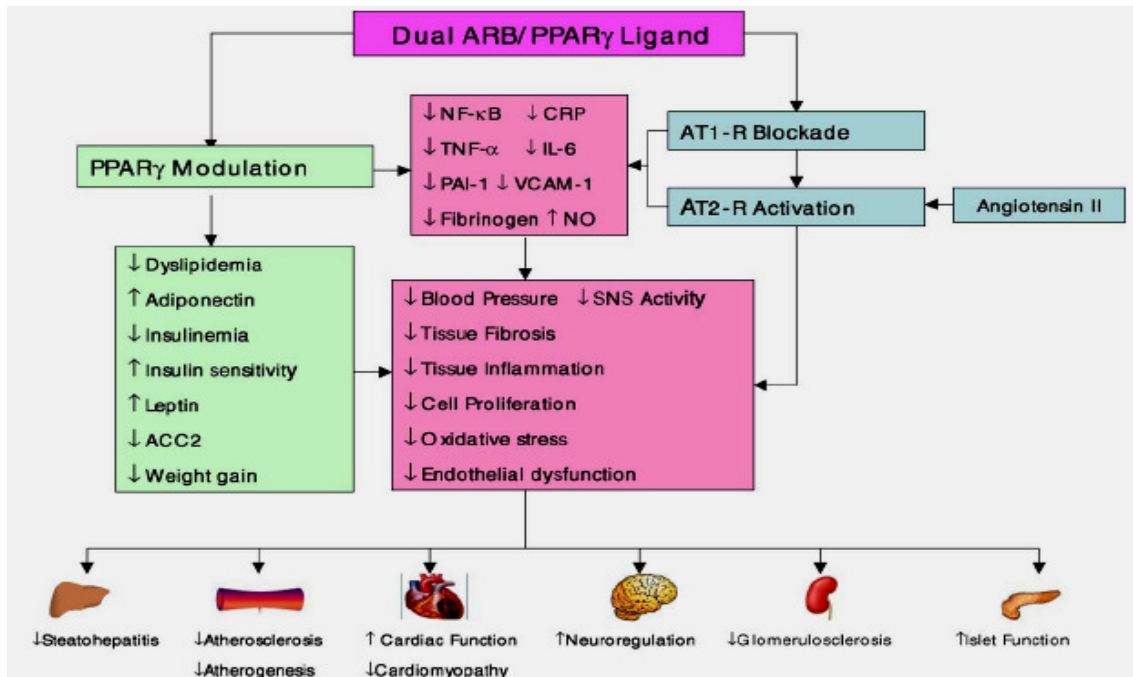 Dual ARB/PPARγ Ligand
↓NF-κB ↓CRP
↓TNF-α ↓IL-6
↓PAI-1 ↓VCAM-1
↓Fibrinogen ↑NO
AT1-R Blockade
PPARγ Modulation
AT2-R Activation
Angiotensin II
↓Dyslipidemia
↑Adiponectin
↓Insulinemia
↑Insulin sensitivity
↑Leptin
↓ACC2
↓Weight gain
↓Blood Pressure ↓SNS Activity
↓Tissue Fibrosis
↓Tissue Inflammation
↓Cell Proliferation
↓Oxidative stress
↓Endothelial dysfunction
↓Steatohepatitis
↓Atherosclerosis
↓Atherogenesis
↑Cardiac Function
↓Cardiomyopathy
↑Neuroregulation
↓Glomerulosclerosis
↑Islet Function